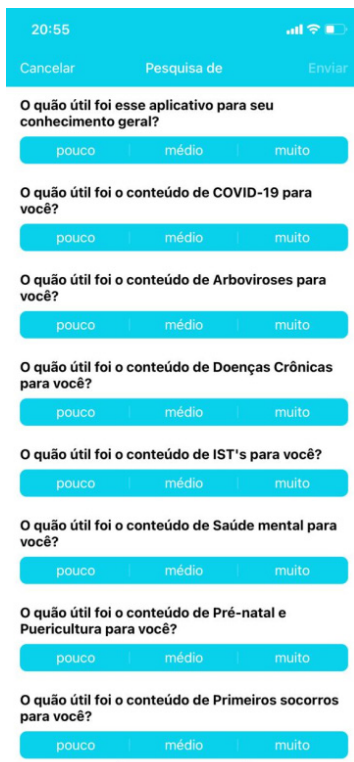 20:55
Cancelar Pesquisa de Enviar
O quão útil foi esse aplicativo para seu
conhecimento geral?
pouco médio muito
O quão útil foi o conteúdo de COVID-19 para
você?
pouco médio muito
O quão útil foi o conteúdo de Arboviroses para
você?
pouco médio muito
O quão útil foi o conteúdo de Doenças Crônicas
para você?
pouco médio muito
O quão útil foi o conteúdo de IST's para você?
pouco médio muito
O quão útil foi o conteúdo de Saúde mental para
você?
pouco médio muito
O quão útil foi o conteúdo de Pré-natal e
Puericultura para você?
pouco médio muito
O quão útil foi o conteúdo de Primeiros socorros
para você?
pouco médio muito